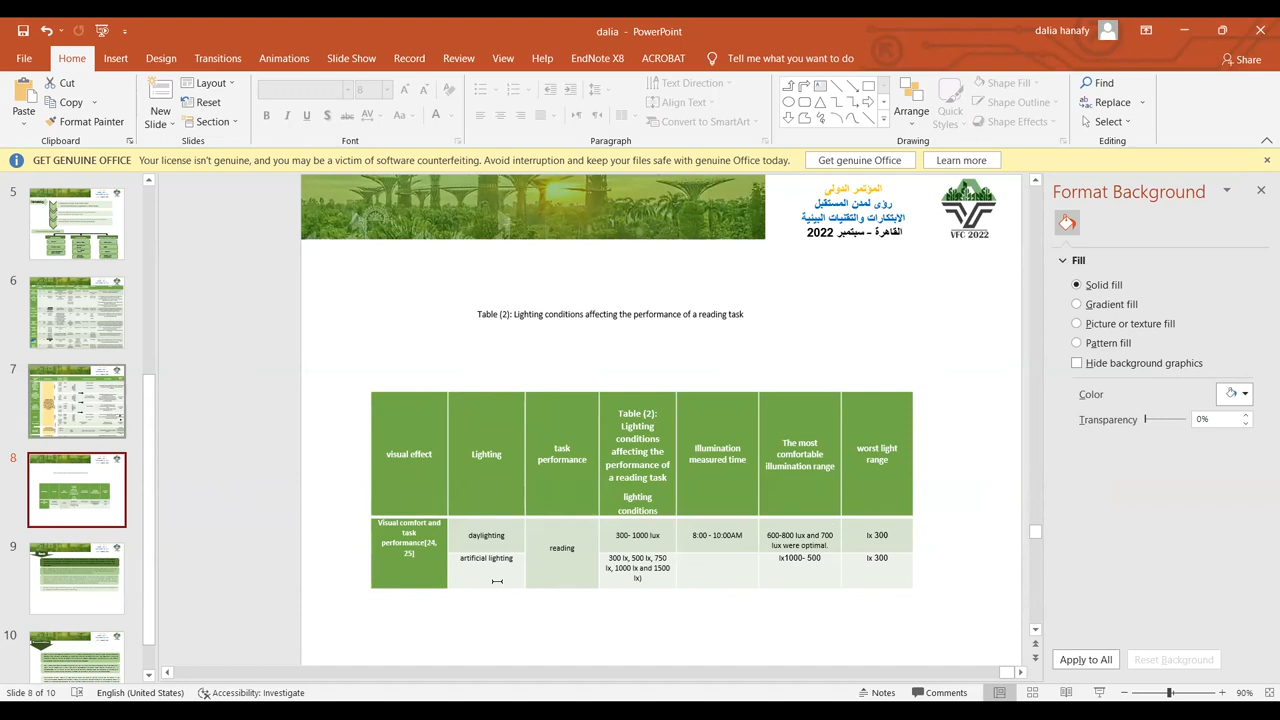 dalia - PowerPoint
dalia hanafy
File Home Insert Design Transitions Animations Slide Show Record Review View Help EndNote X8 ACROBAT Tell me what you want to do
Share
Paste
Cut
Copy
Format Painter
Clipboard
New
Slide
Layout
Reset
Section
Slides
8
B I U S abc AV Aa A
Font
Text Direction
Align Text
Convert to SmartArt
Paragraph
Arrange
Quick
Styles
Shape Fill
Shape Outline
Shape Effects
Drawing
Find
Replace
Select
Editing
GET GENUINE OFFICE Your license isn't genuine, and you may be a victim of software counterfeiting. Avoid interruption and keep your files safe with genuine Office today.
Get genuine Office
Learn more
5
6
7
8
9
10
المؤتمر الدولي
رؤى لمدن المستقبل
الابتكارات والتقنيات البيئية
القاهرة – سبتمبر 2022
VFC 2022
Table (2): Lighting conditions affecting the performance of a reading task
visual effect
Lighting
task
performance
Table (2):
Lighting
conditions
affecting the
performance of
a reading task
lighting
conditions
Illumination
measured time
The most
comfortable
illumination range
worst light
range
Visual comfort and
task
performance[24,
25]
daylighting
reading
300- 1000 lux
8:00 - 10:00AM
600-800 lux and 700
lux were optimal.
lx 300
artificial lighting
300 lx, 500 lx, 750
lx, 1000 lx and 1500
lx)
lx1000- 500
lx 300
Format Background
Fill
Solid fill
Gradient fill
Picture or texture fill
Pattern fill
Hide background graphics
Color
Transparency
0%
Apply to All
Reset Background
Slide 8 of 10
English (United States)
Accessibility: Investigate
Notes
Comments
90%